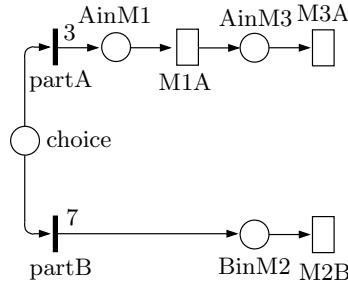 AinM1
AinM3
M3A
3
partA
M1A
choice
7
partB
BinM2
M2B